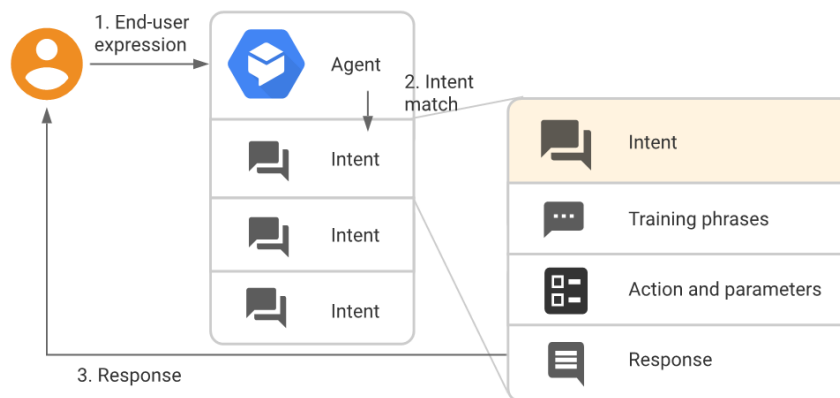 1. End-user
expression
Agent
2. Intent
match
Intent
Intent
Intent
Intent
Training phrases
Action and parameters
Response
3. Response